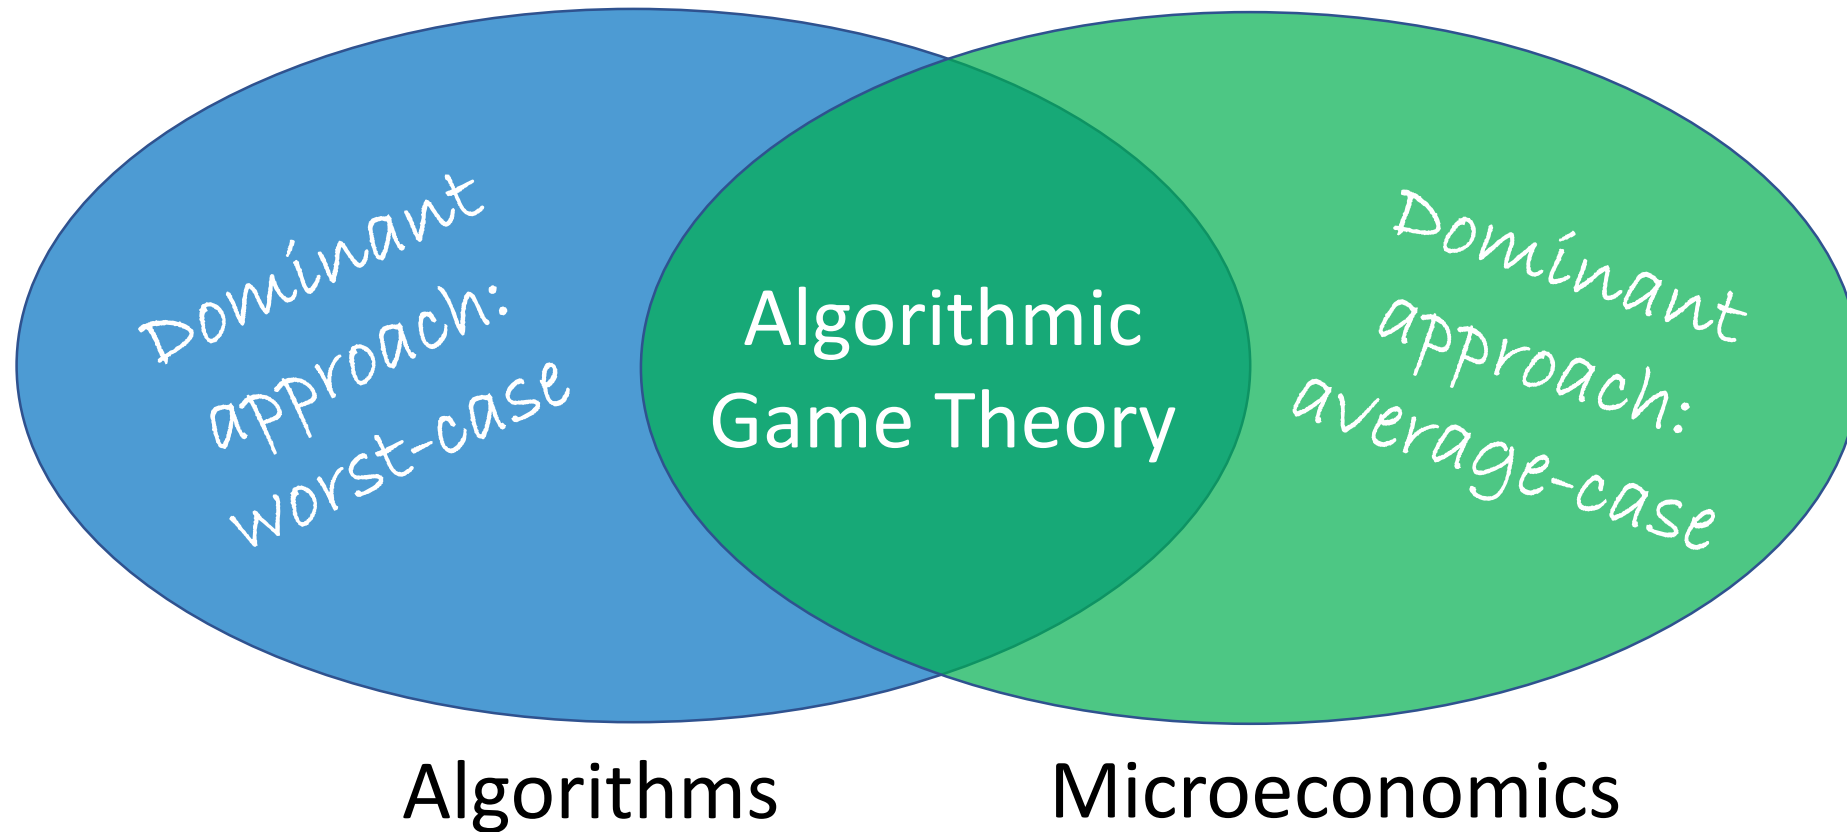 Dominant
approach:
worst-case
Algorithmic
Game Theory
Dominant
approach:
average-case
Algorithms
Microeconomics